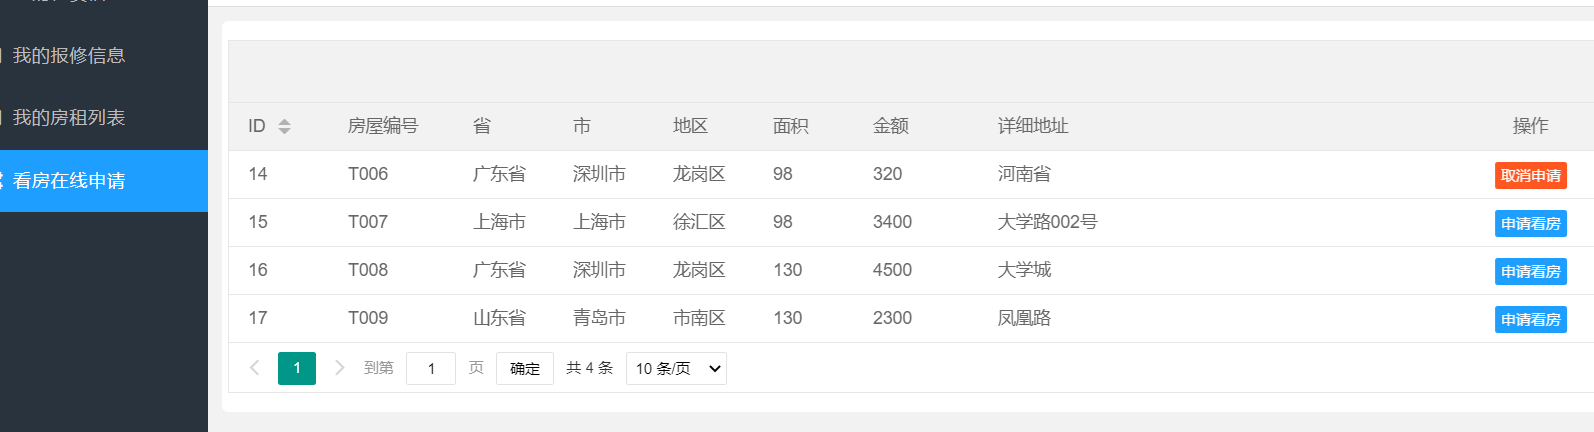 我的报修信息
我的房租列表
看房在线申请
ID 房屋编号 省 市 地区 面积 金额 详细地址 操作
14 T006 广东省 深圳市 龙岗区 98 320 河南省 取消申请
15 T007 上海市 上海市 徐汇区 98 3400 大学路002号 申请看房
16 T008 广东省 深圳市 龙岗区 130 4500 大学城 申请看房
17 T009 山东省 青岛市 市南区 130 2300 凤凰路 申请看房
1 到第 1 页 确定 共 4 条 10 条/页